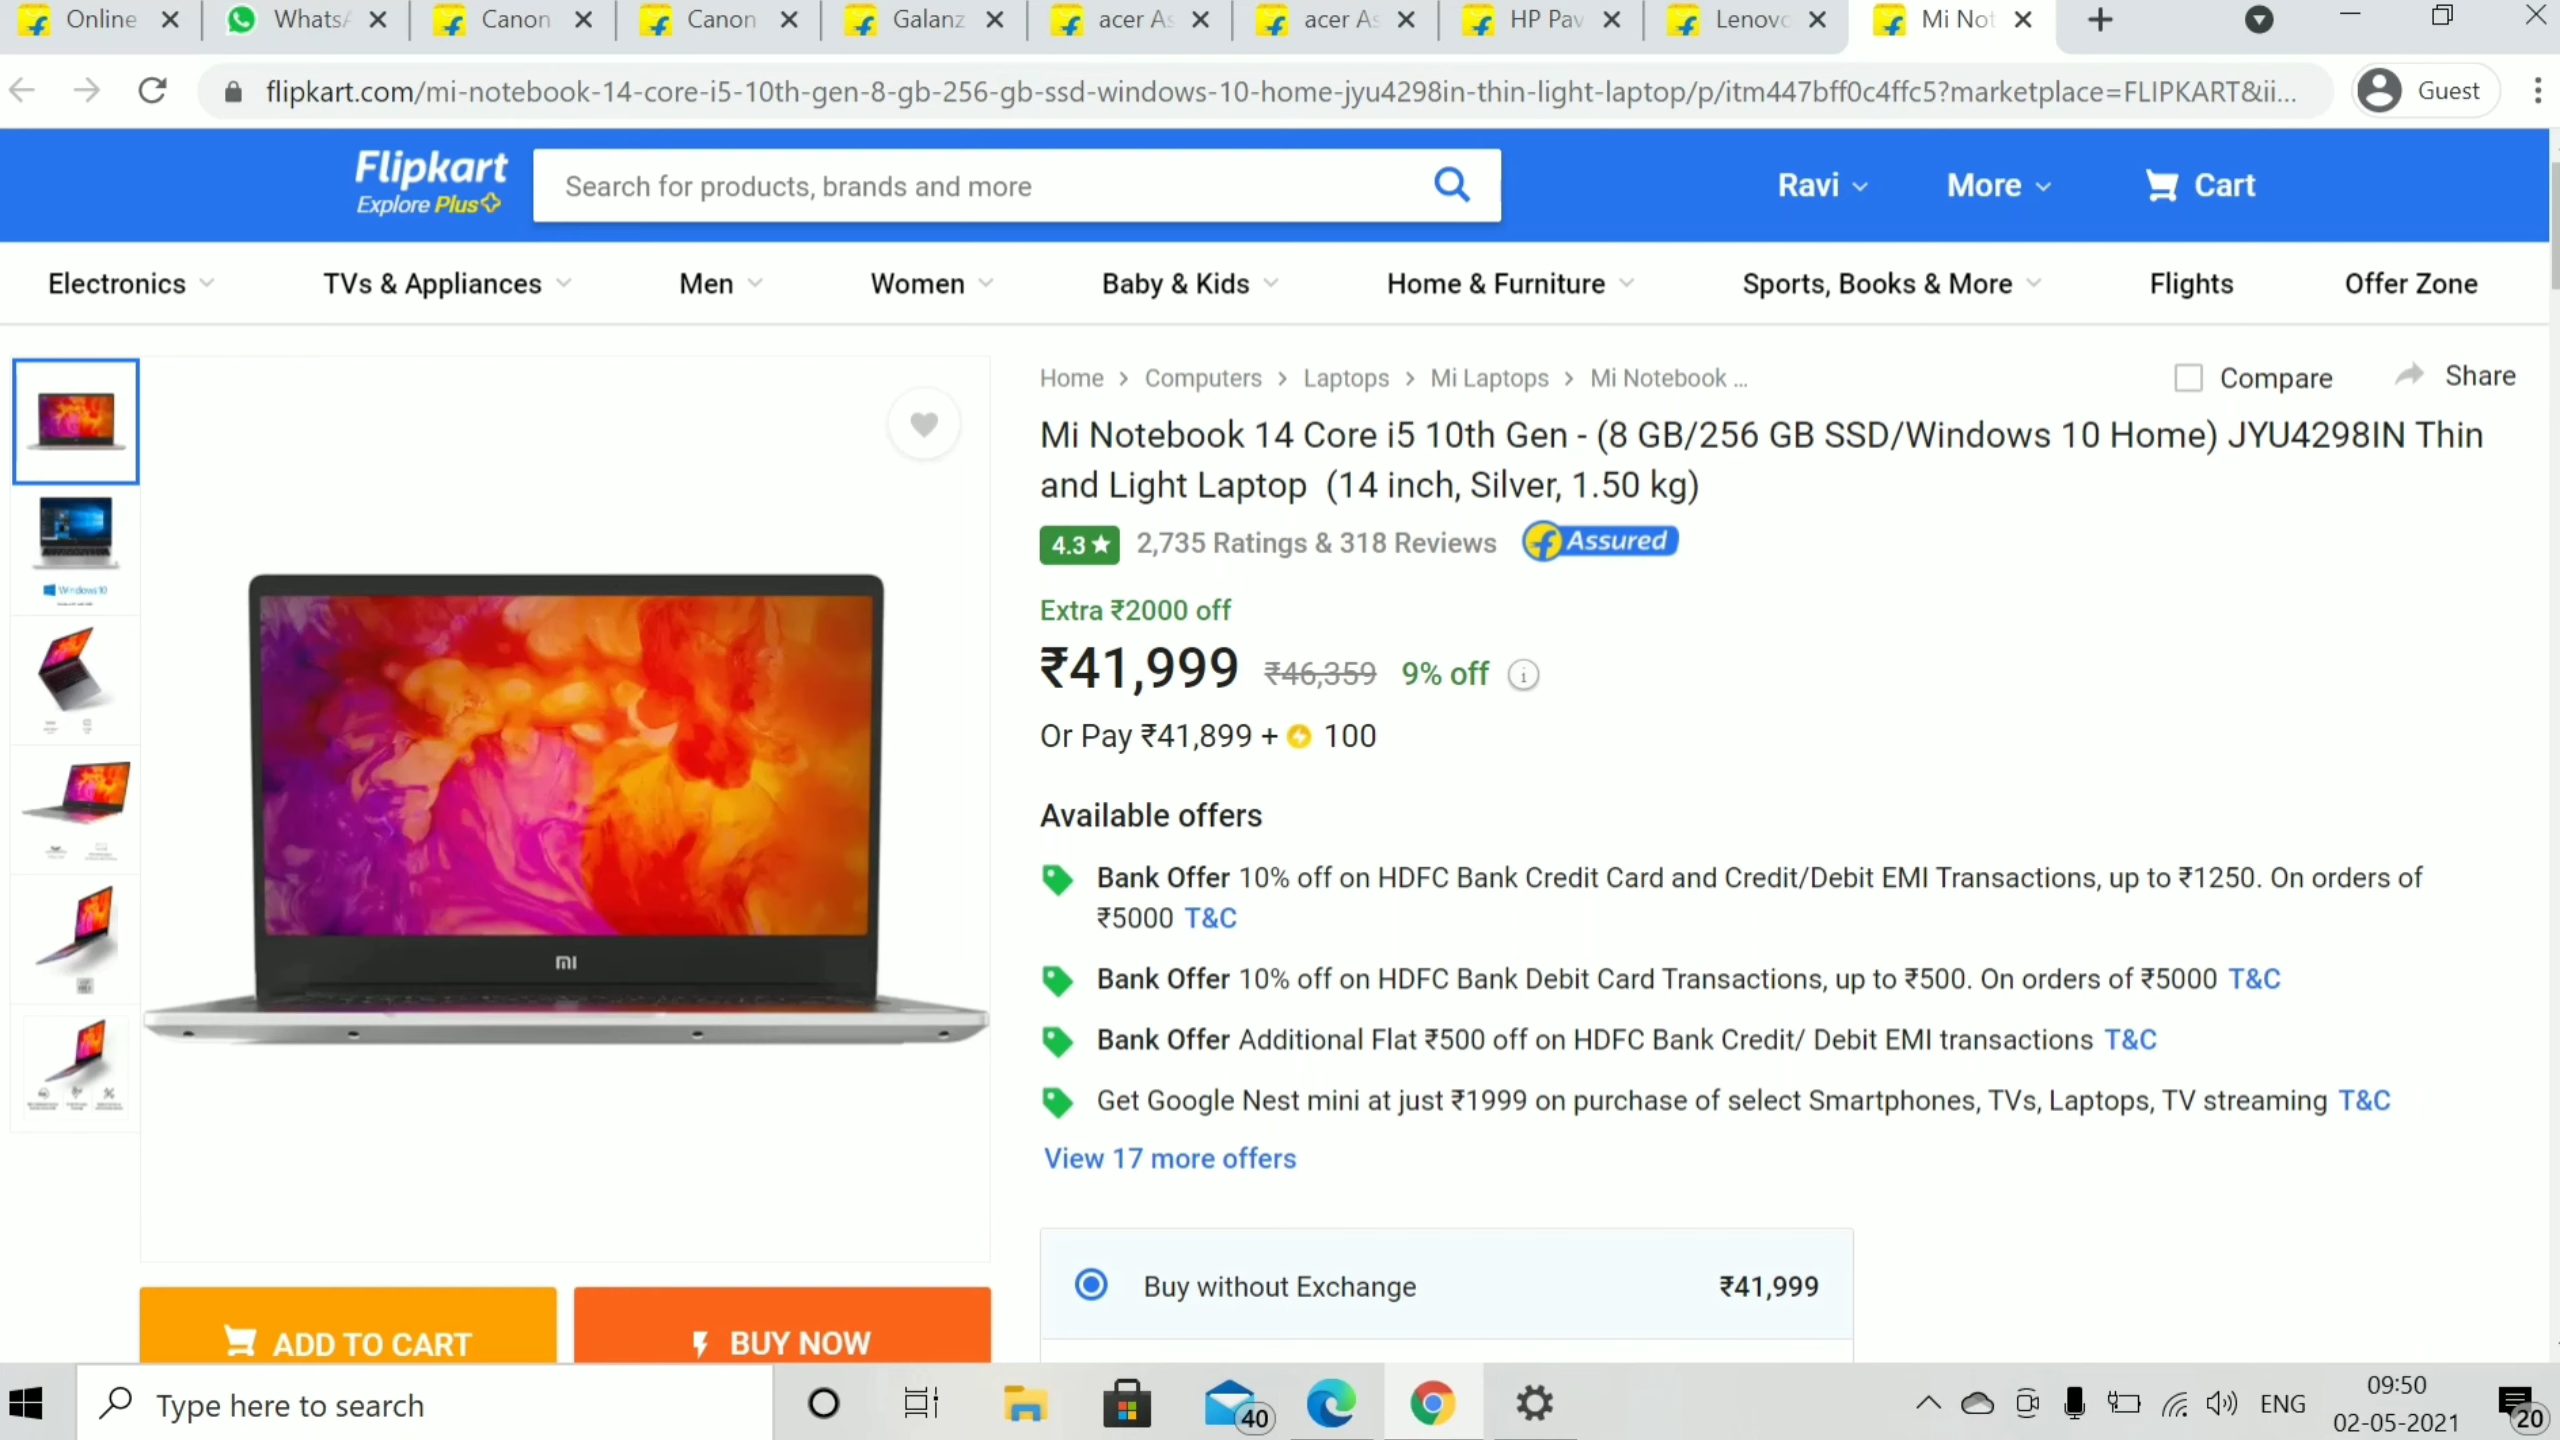 Online
WhatsA
Canon
Canon
Galanz
acer As
acer As
HP Pav
Lenovo
Mi Not
flipkart.com/mi-notebook-14-core-i5-10th-gen-8-gb-256-gb-ssd-windows-10-home-jyu4298in-thin-light-laptop/p/itm447bff0c4ffc5?marketplace=FLIPKART&ii...
Guest
Flipkart
Explore Plus
Search for products, brands and more
Ravi
More
Cart
Electronics
TVs & Appliances
Men
Women
Baby & Kids
Home & Furniture
Sports, Books & More
Flights
Offer Zone
Home > Computers > Laptops > Mi Laptops > Mi Notebook ...
Compare
Share
Mi Notebook 14 Core i5 10th Gen - (8 GB/256 GB SSD/Windows 10 Home) JYU4298IN Thin
and Light Laptop (14 inch, Silver, 1.50 kg)
4.3★ 2,735 Ratings & 318 Reviews Assured
Extra ₹2000 off
₹41,999 ₹46,359 9% off
Or Pay ₹41,899 + 100
Available offers
Bank Offer 10% off on HDFC Bank Credit Card and Credit/Debit EMI Transactions, up to ₹1250. On orders of
₹5000 T&C
Bank Offer 10% off on HDFC Bank Debit Card Transactions, up to ₹500. On orders of ₹5000 T&C
Bank Offer Additional Flat ₹500 off on HDFC Bank Credit/ Debit EMI transactions T&C
Get Google Nest mini at just ₹1999 on purchase of select Smartphones, TVs, Laptops, TV streaming T&C
View 17 more offers
Buy without Exchange ₹41,999
Windows 10
mi
ADD TO CART
BUY NOW
Type here to search
40
ENG
09:50
02-05-2021
20